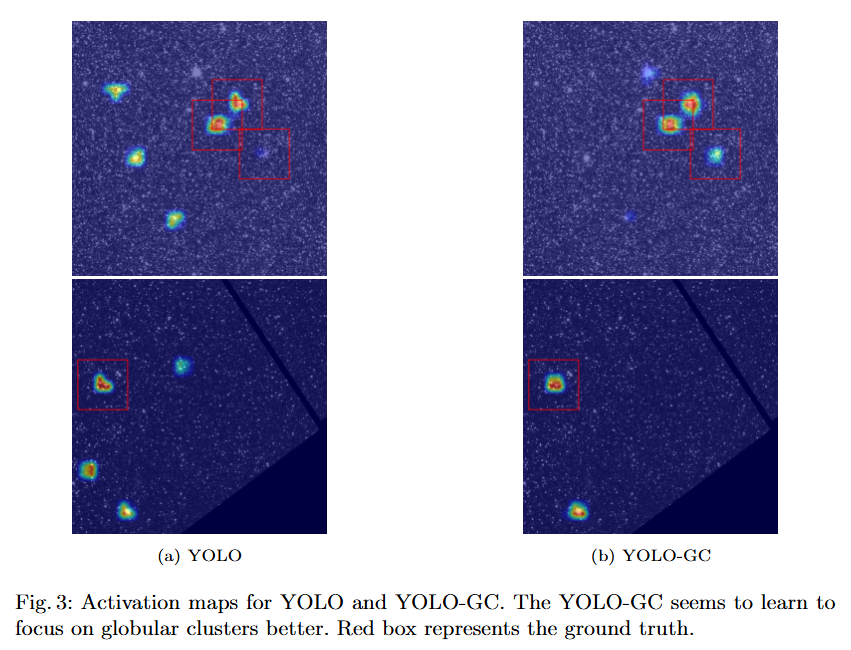 (a) YOLO
(b) YOLO-GC
Fig. 3: Activation maps for YOLO and YOLO-GC. The YOLO-GC seems to learn to
focus on globular clusters better. Red box represents the ground truth.